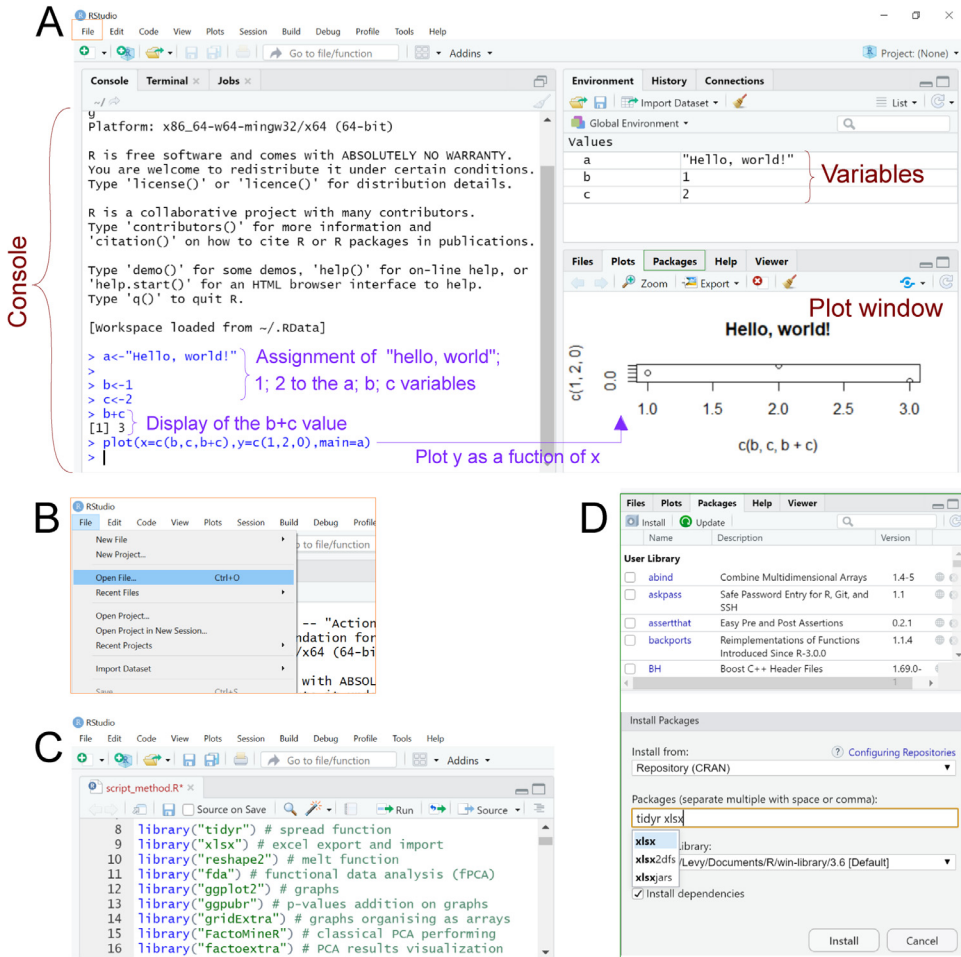 A
RStudio
File Edit Code View Plots Session Build Debug Profile Tools Help
Go to file/function Addins Project: (None)
Console Terminal Jobs
~/
g
Platform: x86_64-w64-mingw32/x64 (64-bit)
R is free software and comes with ABSOLUTELY NO WARRANTY.
You are welcome to redistribute it under certain conditions.
Type 'license()' or 'licence()' for distribution details.
R is a collaborative project with many contributors.
Type 'contributors()' for more information and
'citation()' on how to cite R or R packages in publications.
Type 'demo()' for some demos, 'help()' for on-line help, or
'help.start()' for an HTML browser interface to help.
Type 'q()' to quit R.
[Workspace loaded from ~/.RData]
> a<-"Hello, world!"
>
> b<-1
> c<-2
> b+c
[1] 3
> plot(x=c(b,c,b+c),y=c(1,2,0),main=a)
>
Console
Assignment of "hello, world";
1; 2 to the a; b; c variables
Display of the b+c value
Plot y as a fuction of x
Environment History Connections
Import Dataset List
Global Environment
Values
a "Hello, world!"
b 1
c 2
Variables
Files Plots Packages Help Viewer
Zoom Export
Plot window
Hello, world!
c(1, 2, 0)
0.0
1.0 1.5 2.0 2.5 3.0
c(b, c, b + c)
B
RStudio
File Edit Code View Plots Session Build Debug Profile
New File
New Project...
Open File... Ctrl+O
Recent Files
Open Project...
Open Project in New Session...
Recent Projects
Import Dataset
Save Ctrl+S
to file/function
-- "Action
ndation for
/x64 (64-bi
with ABSOL
C
RStudio
File Edit Code View Plots Session Build Debug Profile Tools Help
Go to file/function Addins
script_method.R*
Source on Save Run Source
8 library("tidyr") # spread function
9 library("xlsx") # excel export and import
10 library("reshape2") # melt function
11 library("fda") # functional data analysis (fPCA)
12 library("ggplot2") # graphs
13 library("ggpubr") # p-values addition on graphs
14 library("gridExtra") # graphs organising as arrays
15 library("FactoMineR") # classical PCA performing
16 library("factoextra") # PCA results visualization
D
Files Plots Packages Help Viewer
Install Update
Name Description Version
User Library
abind Combine Multidimensional Arrays 1.4-5
askpass Safe Password Entry for R, Git, and SSH 1.1
assertthat Easy Pre and Post Assertions 0.2.1
backports Reimplementations of Functions Introduced Since R-3.0.0 1.1.4
BH Boost C++ Header Files 1.69.0-
1
Install Packages
Install from: ? Configuring Repositories
Repository (CRAN)
Packages (separate multiple with space or comma):
tidyr xlsx
xlsx
xlsx2dfs
xlsxjars
ibrary:
/Levy/Documents/R/win-library/3.6 [Default]
Install dependencies
Install Cancel